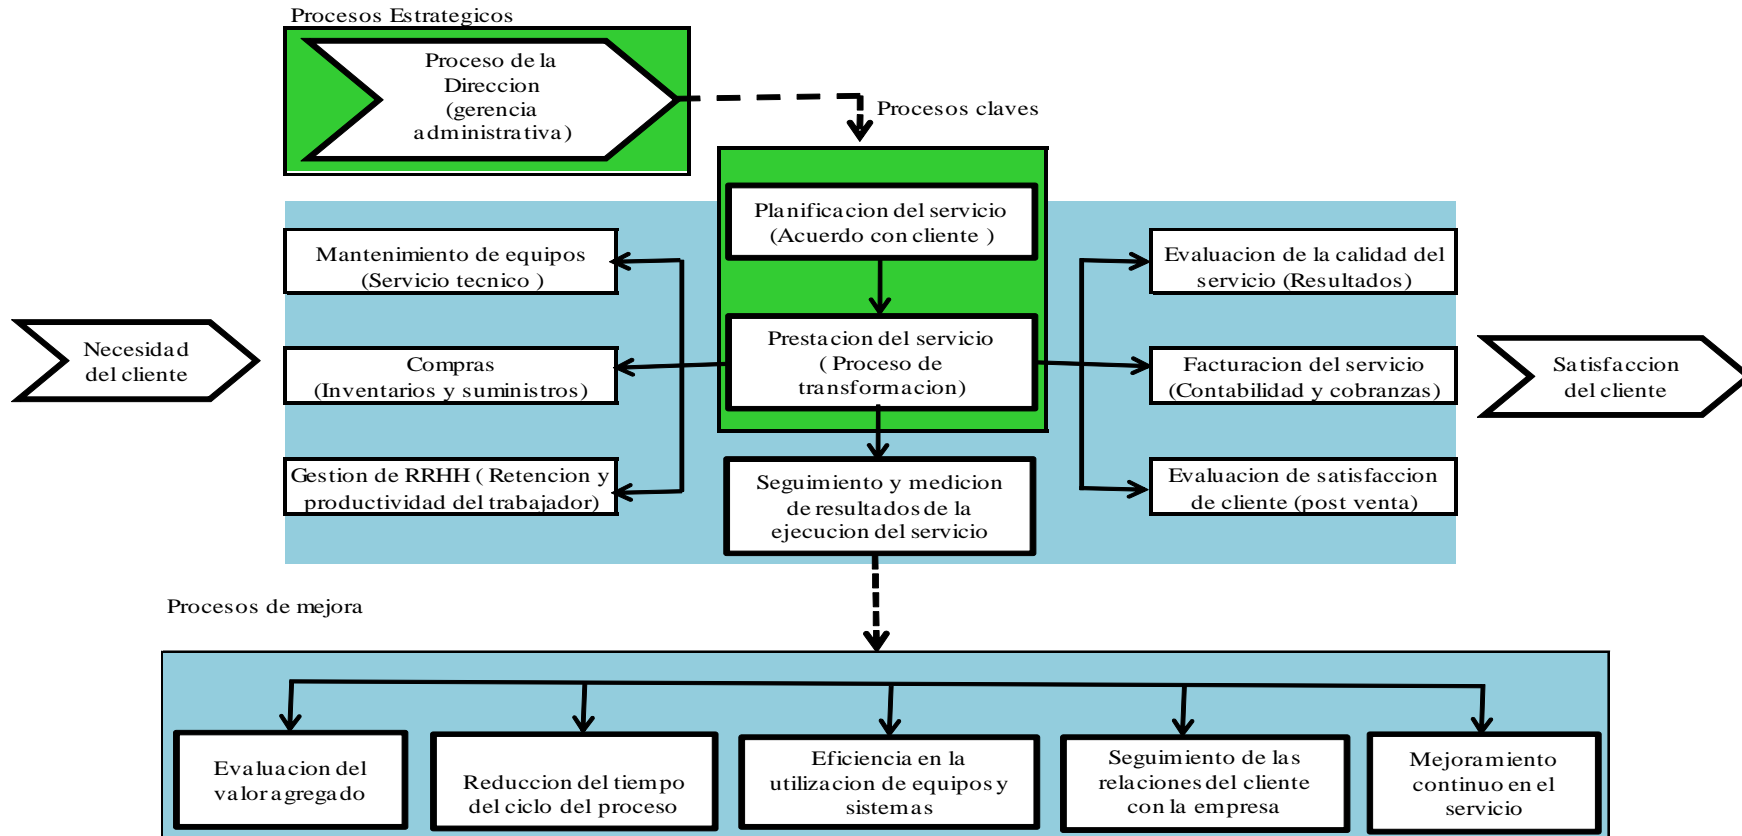 Procesos Estrategicos
Proceso de la
Direccion
(gerencia
administrativa)
Procesos claves
Planificacion del servicio
(Acuerdo con cliente )
Mantenimiento de equipos
(Servicio tecnico )
Evaluacion de la calidad del
servicio (Resultados)
Necesidad
del cliente
Compras
(Inventarios y suministros)
Prestacion del servicio
( Proceso de
transformacion)
Facturacion del servicio
(Contabilidad y cobranzas)
Satisfaccion
del cliente
Gestion de RRHH ( Retencion y
productividad del trabajador)
Seguimiento y medicion
de resultados de la
ejecucion del servicio
Evaluacion de satisfaccion
de cliente (post venta)
Procesos de mejora
Evaluacion del
valor agregado
Reduccion del tiempo
del ciclo del proceso
Eficiencia en la
utilizacion de equipos y
sistemas
Seguimiento de las
relaciones del cliente
con la empresa
Mejoramiento
continuo en el
servicio